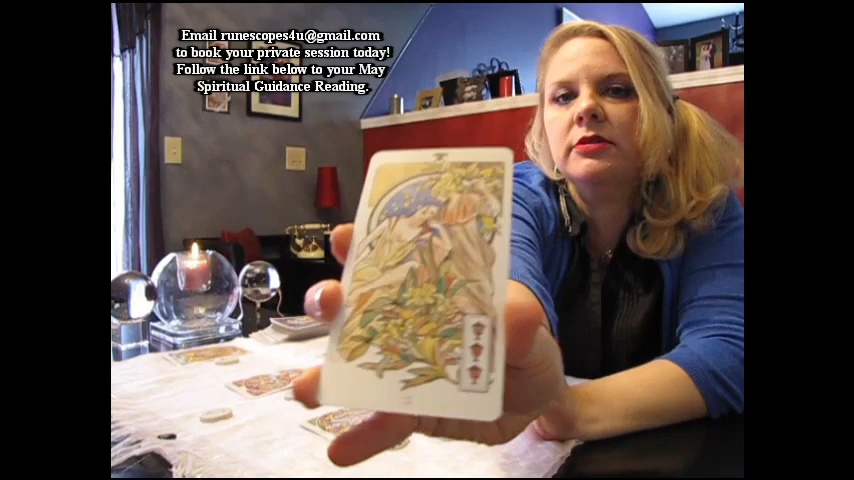 Email runescopes4u@gmail.com
to book your private session today!
Follow the link below to your May
Spiritual Guidance Reading.